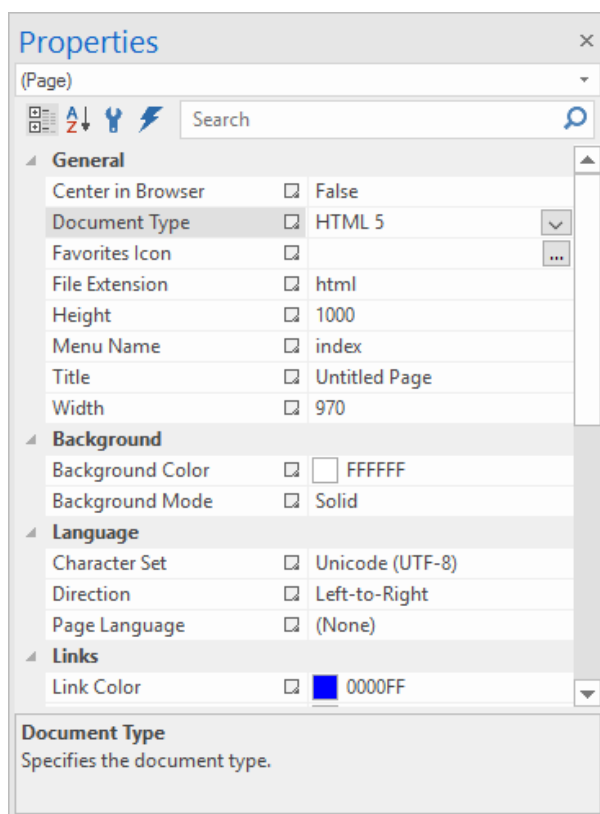 Properties
(Page)
Search
General
Center in Browser False
Document Type HTML 5
Favorites Icon ...
File Extension html
Height 1000
Menu Name index
Title Untitled Page
Width 970
Background
Background Color FFFFFF
Background Mode Solid
Language
Character Set Unicode (UTF-8)
Direction Left-to-Right
Page Language (None)
Links
Link Color 0000FF
Document Type
Specifies the document type.